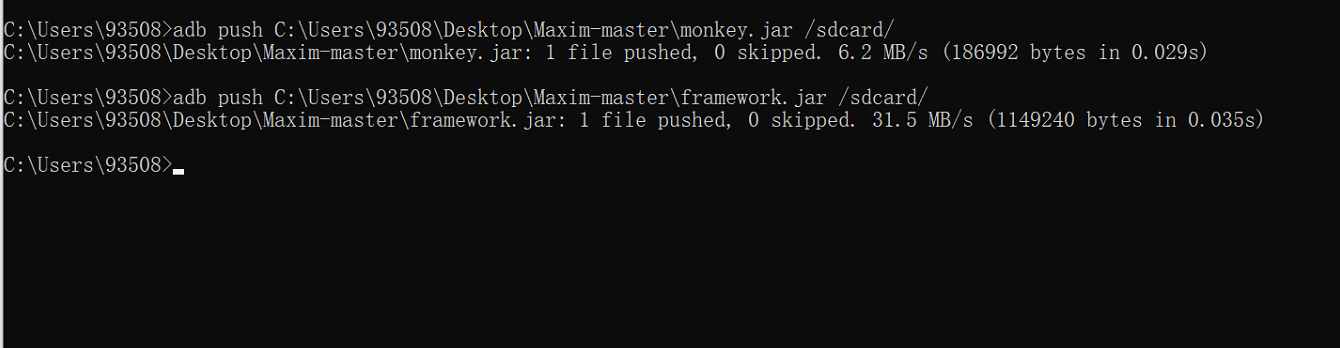 C:\Users\93508>adb push C:\Users\93508\Desktop\Maxim-master\monkey.jar /sdcard/
C:\Users\93508\Desktop\Maxim-master\monkey.jar: 1 file pushed, 0 skipped. 6.2 MB/s (186992 bytes in 0.029s)
C:\Users\93508>adb push C:\Users\93508\Desktop\Maxim-master\framework.jar /sdcard/
C:\Users\93508\Desktop\Maxim-master\framework.jar: 1 file pushed, 0 skipped. 31.5 MB/s (1149240 bytes in 0.035s)
C:\Users\93508>